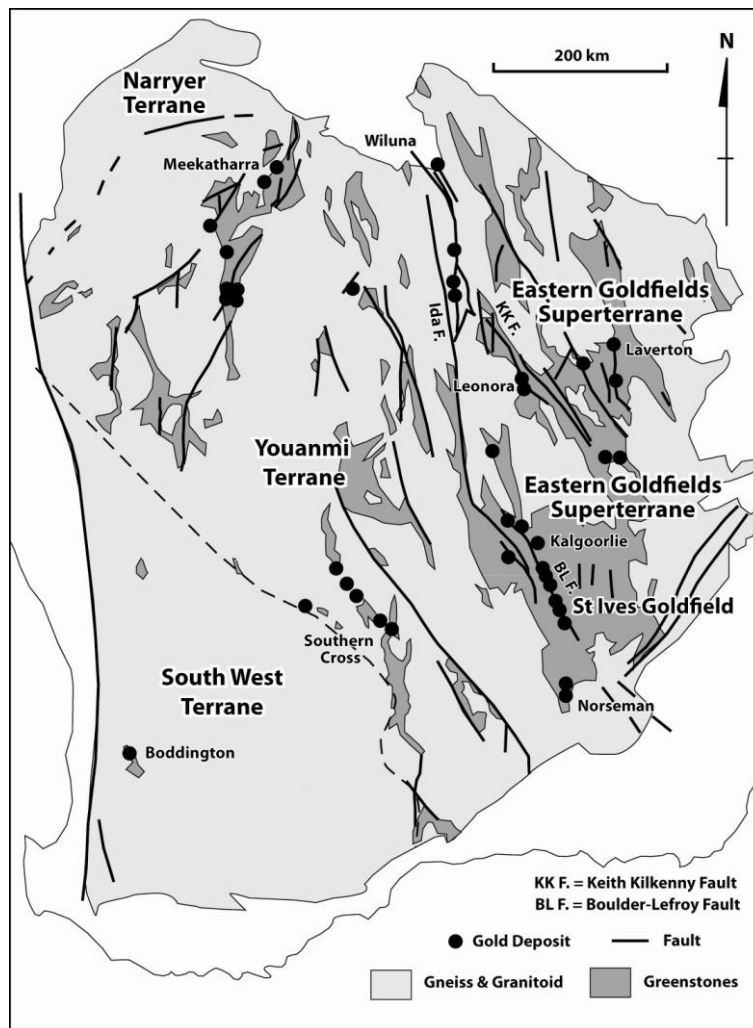 200 km
N
Narryer
Terrane
Wiluna
Meekatharra
Eastern Goldfields
Superterrane
Ida F.
KK F.
Laverton
Leonora
Youanmi
Terrane
Eastern Goldfields
Superterrane
Kalgoorlie
BL F.
St Ives Goldfield
Southern
Cross
South West
Terrane
Norseman
Boddington
KK F. = Keith Kilkenny Fault
BL F. = Boulder-Lefroy Fault
Gold Deposit
Fault
Gneiss & Granitoid
Greenstones